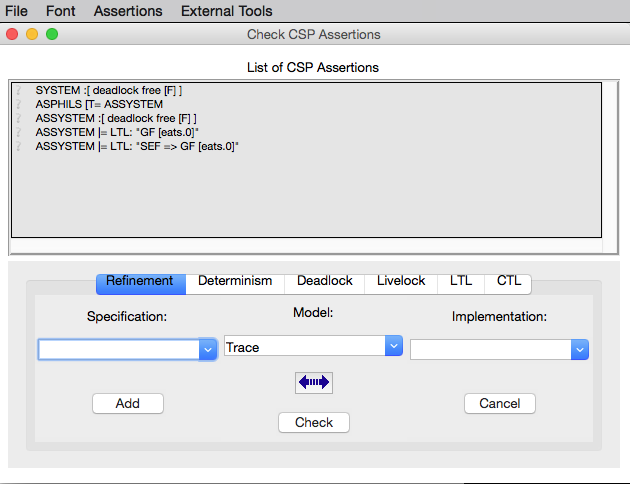 File Font Assertions External Tools
Check CSP Assertions
List of CSP Assertions
? SYSTEM :[ deadlock free [F] ]
? ASPHILS [T= ASSYSTEM
? ASSYSTEM :[ deadlock free [F] ]
? ASSYSTEM |= LTL: "GF [eats.0]"
? ASSYSTEM |= LTL: "SEF => GF [eats.0]"
Refinement Determinism Deadlock Livelock LTL CTL
Specification: Model: Implementation:
Trace
Add Check Cancel